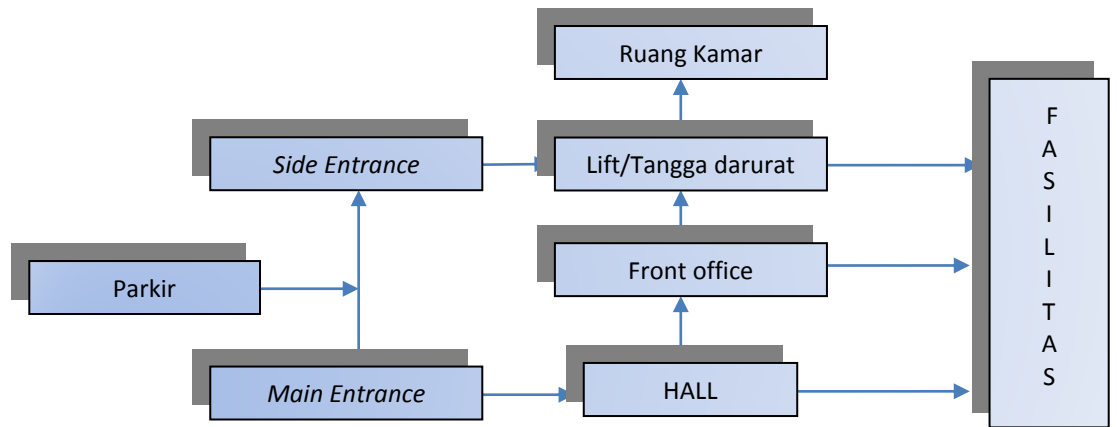 Ruang Kamar
Side Entrance
Lift/Tangga darurat
Parkir
Front office
Main Entrance
HALL
F
A
S
I
L
I
T
A
S